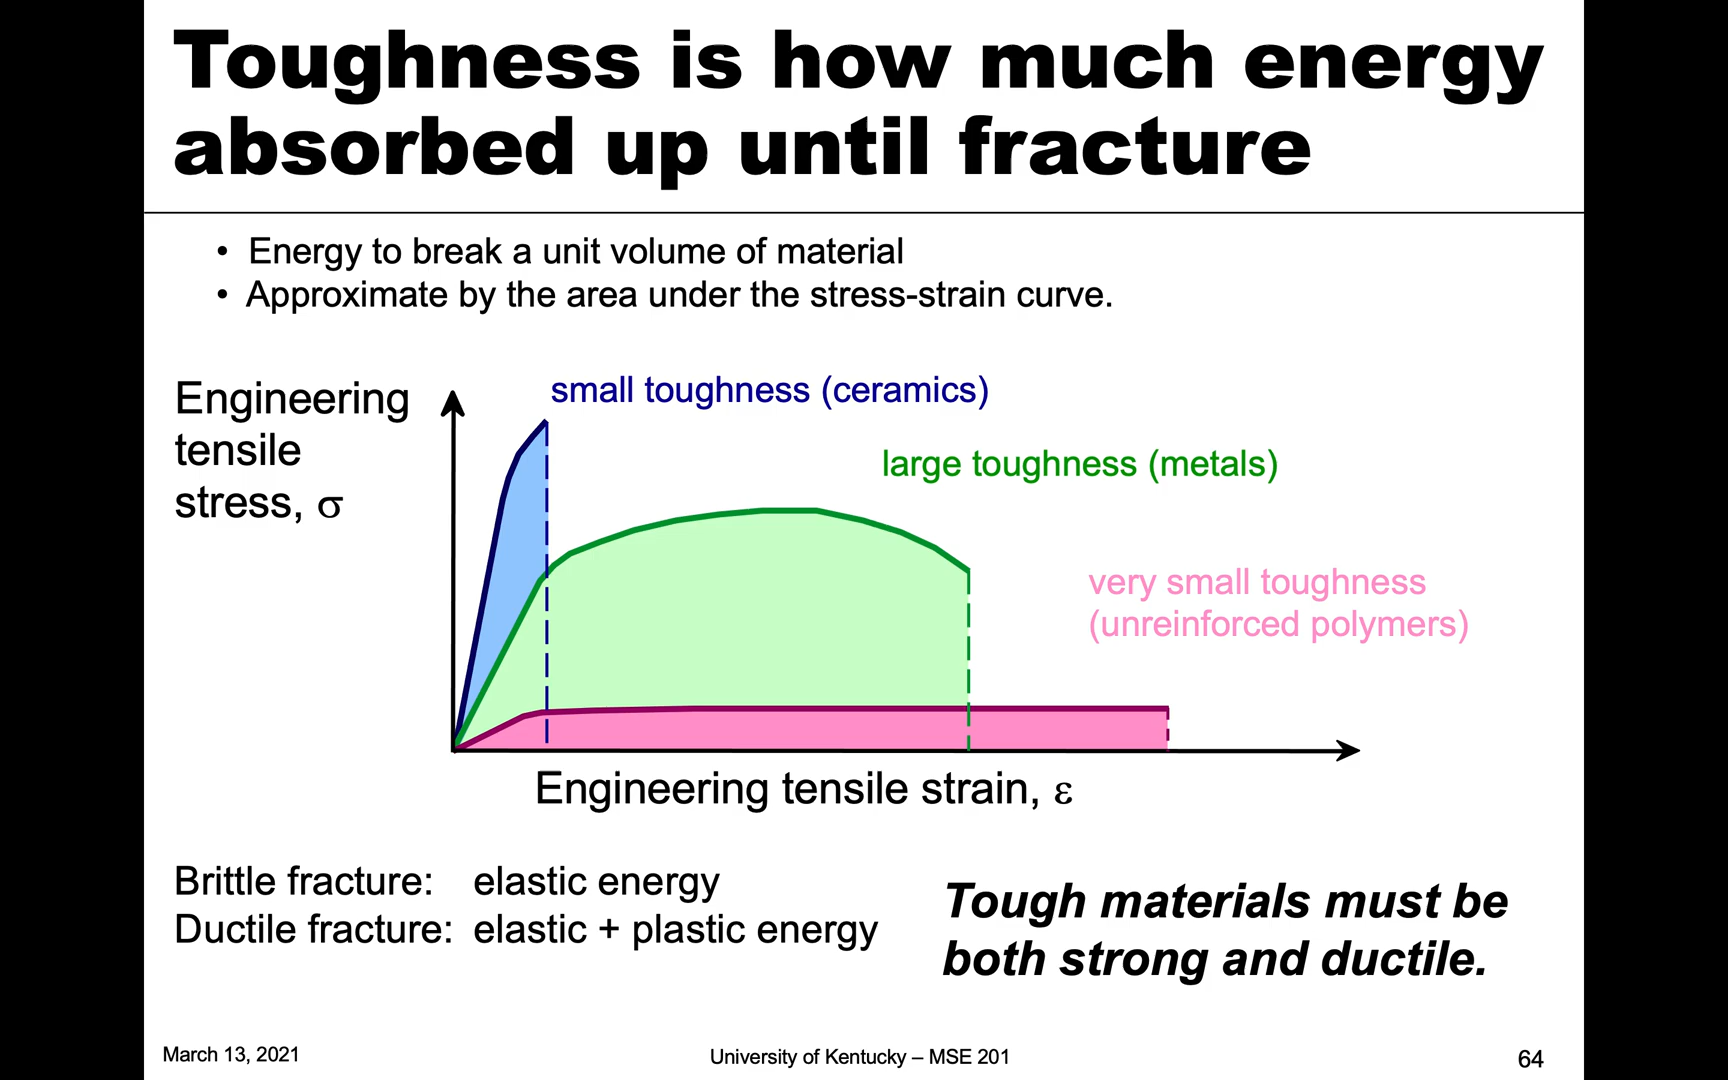 Toughness is how much energy
absorbed up until fracture
• Energy to break a unit volume of material
• Approximate by the area under the stress-strain curve.
Engineering
tensile
stress, σ
small toughness (ceramics)
large toughness (metals)
very small toughness
(unreinforced polymers)
Engineering tensile strain, ε
Brittle fracture: elastic energy
Ductile fracture: elastic + plastic energy
Tough materials must be
both strong and ductile.
March 13, 2021
University of Kentucky – MSE 201
64